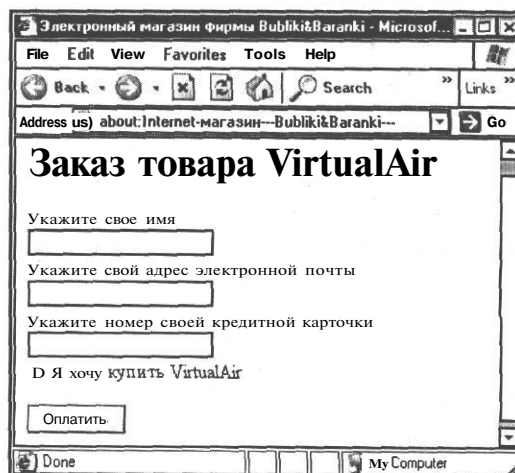 Электронный магазин фирмы Bubliki&Baranki - Microsof...
File Edit View Favorites Tools Help
Back Search » Links »
Address us) about:Internet-магазин---Bubliki&Baranki--- Go
Заказ товара VirtualAir
Укажите свое имя
Укажите свой адрес электронной почты
Укажите номер своей кредитной карточки
D Я хочу купить VirtualAir
Оплатить
Done My Computer